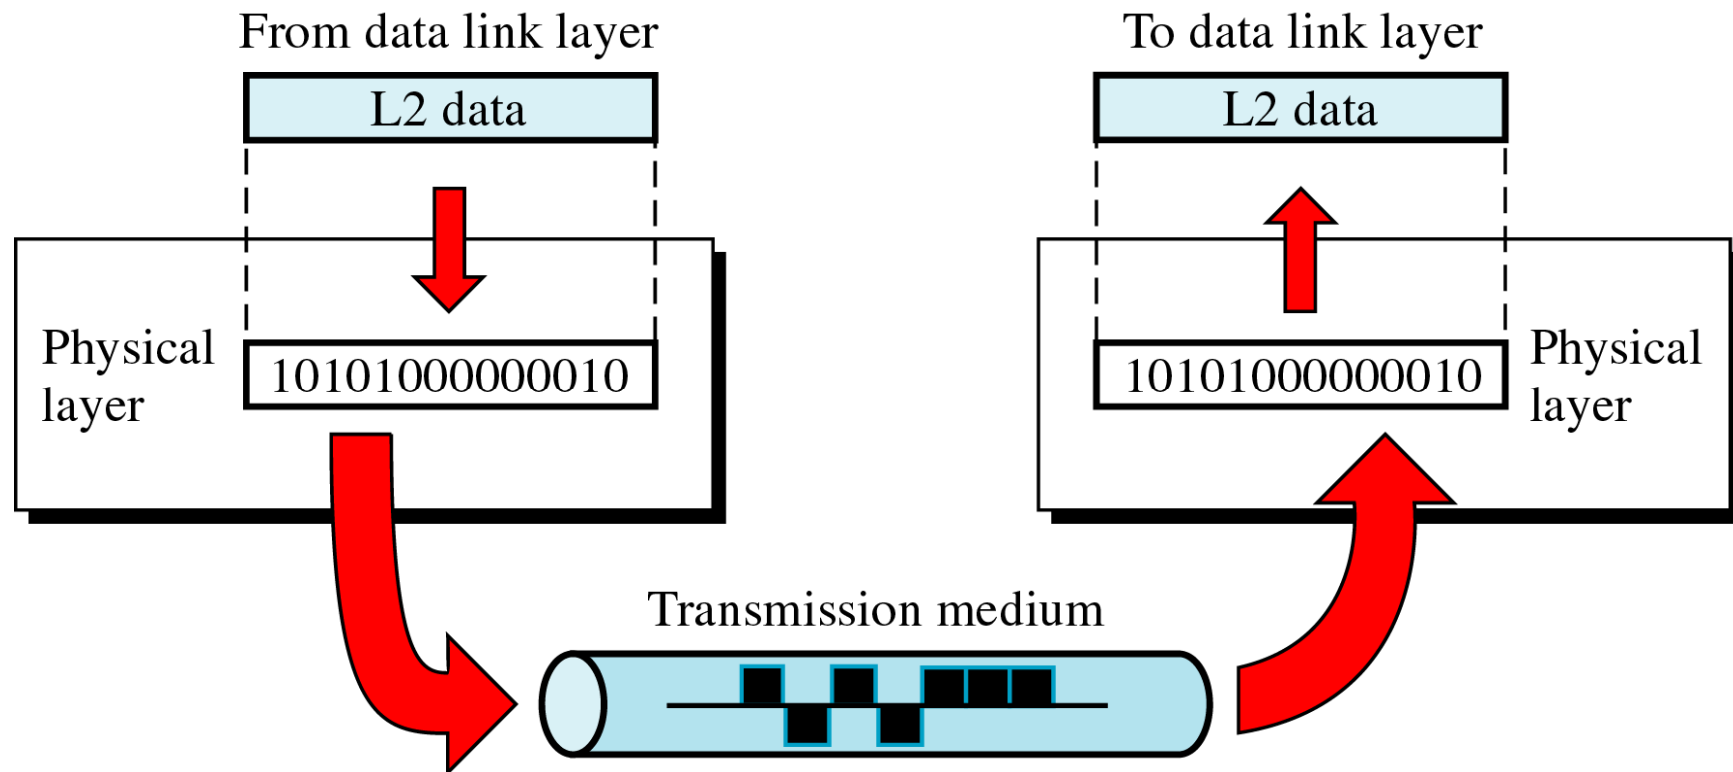 From data link layer
L2 data
Physical
layer
10101000000010
To data link layer
L2 data
10101000000010
Physical
layer
Transmission medium